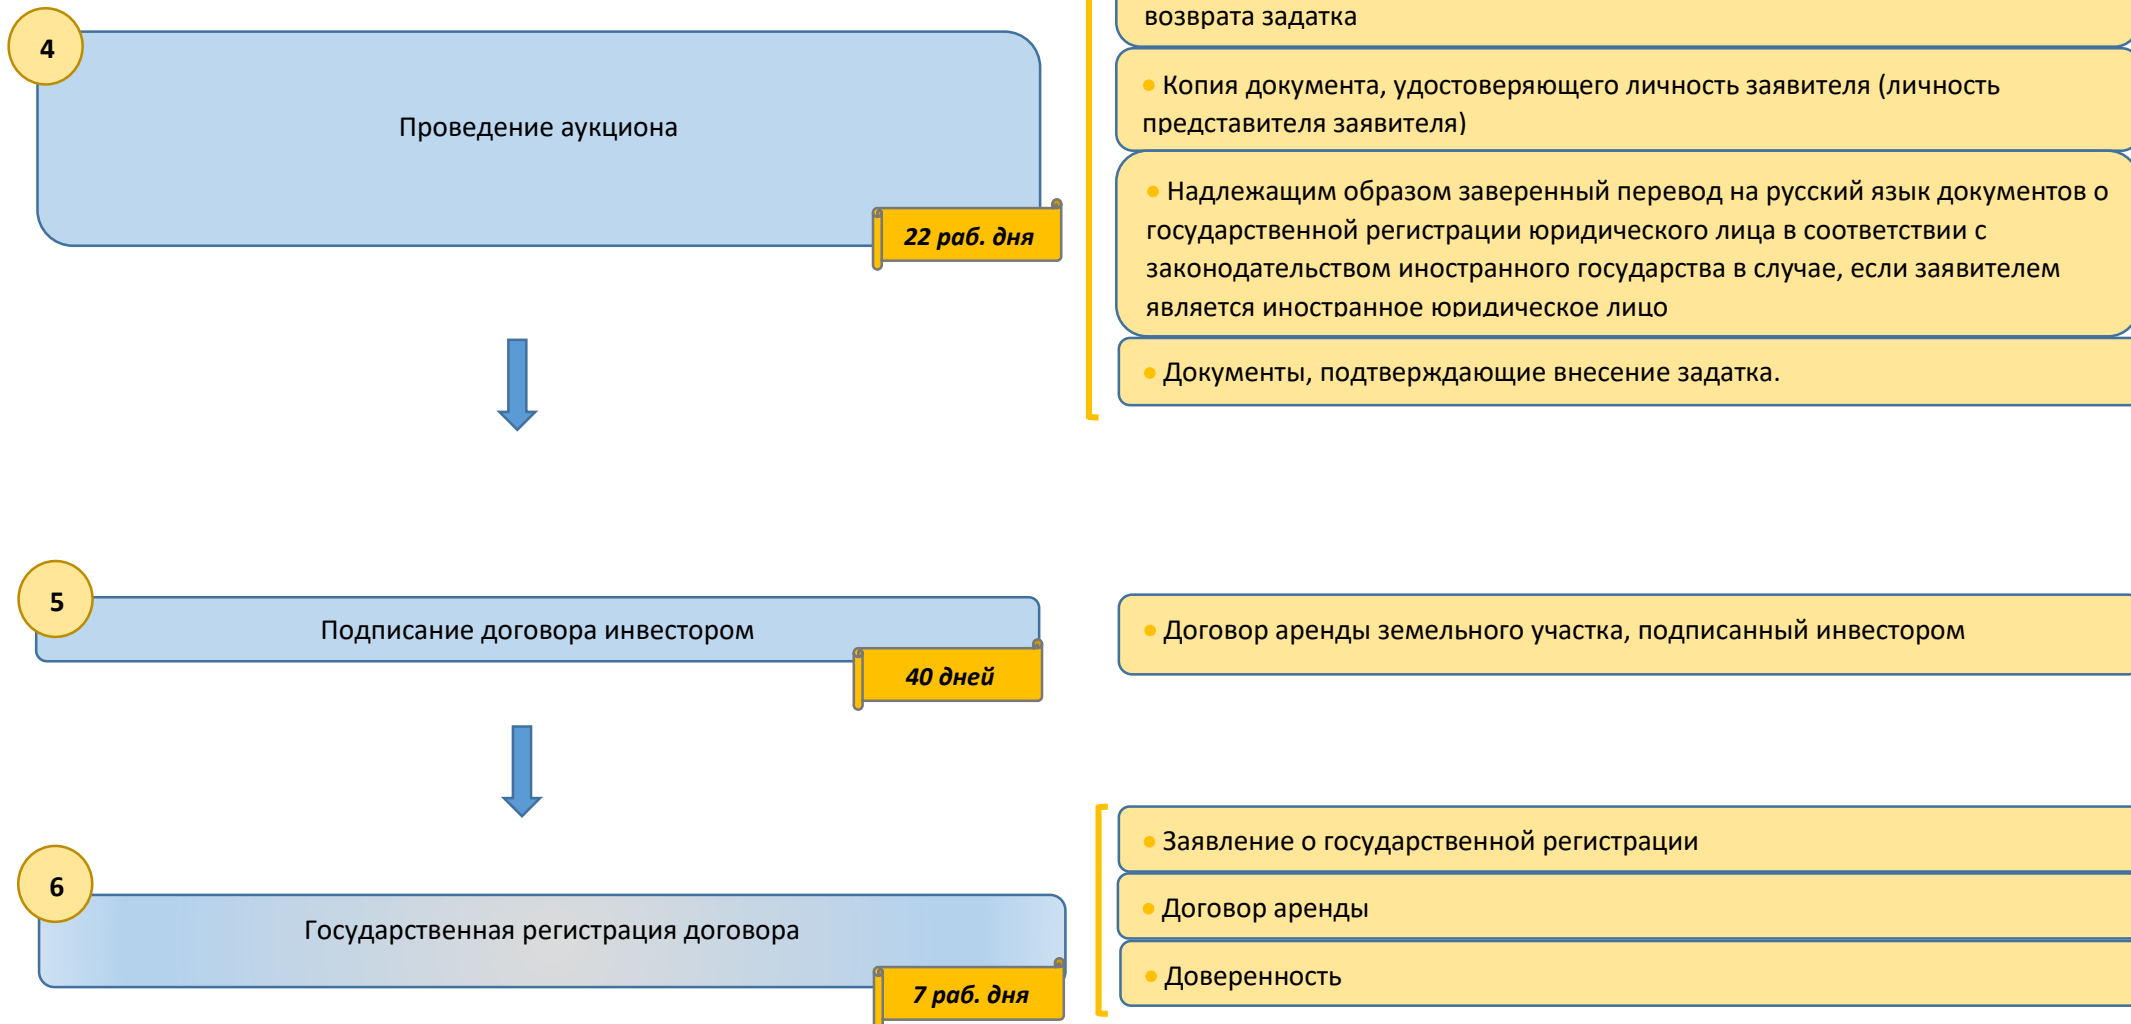 возврата задатка
4
Проведение аукциона
22 раб. дня
• Копия документа, удостоверяющего личность заявителя (личность
представителя заявителя)
• Надлежащим образом заверенный перевод на русский язык документов о
государственной регистрации юридического лица в соответствии с
законодательством иностранного государства в случае, если заявителем
является иностранное юридическое лицо
• Документы, подтверждающие внесение задатка.
5
Подписание договора инвестором
40 дней
• Договор аренды земельного участка, подписанный инвестором
6
Государственная регистрация договора
7 раб. дня
• Заявление о государственной регистрации
• Договор аренды
• Доверенность